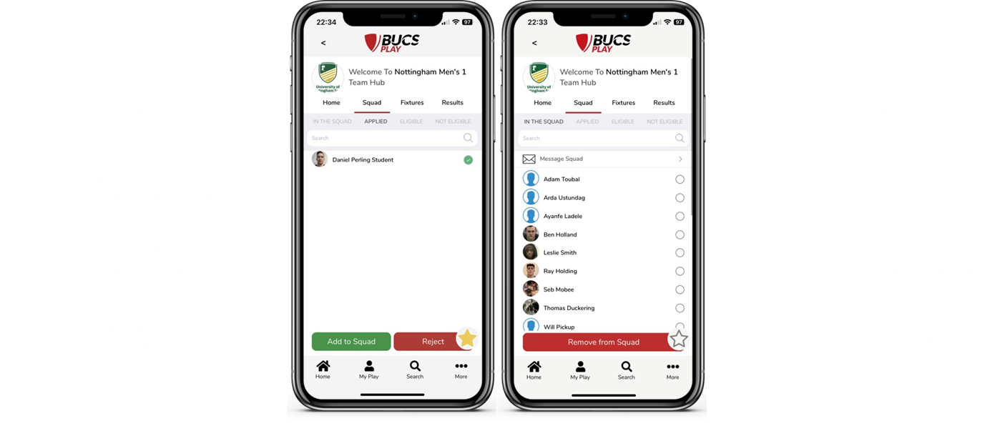 22:34
97
<
BUCS
PLAY
University of
Welcome To Nottingham Men's 1
Team Hub
Home Squad Fixtures Results
IN THE SQUAD APPLIED ELIGIBLE NOT ELIGIBLE
Search
Daniel Perling Student
Add to Squad Reject
Home My Play Search More
22:33
97
<
BUCS
PLAY
University of
Welcome To Nottingham Men's 1
Team Hub
Home Squad Fixtures Results
IN THE SQUAD APPLIED ELIGIBLE NOT ELIGIBLE
Search
Message Squad >
Adam Toubal
Arda Ustundag
Ayanfe Ladele
Ben Holland
Leslie Smith
Ray Holding
Seb Mobee
Thomas Duckering
Will Pickup
Remove from Squad
Home My Play Search More